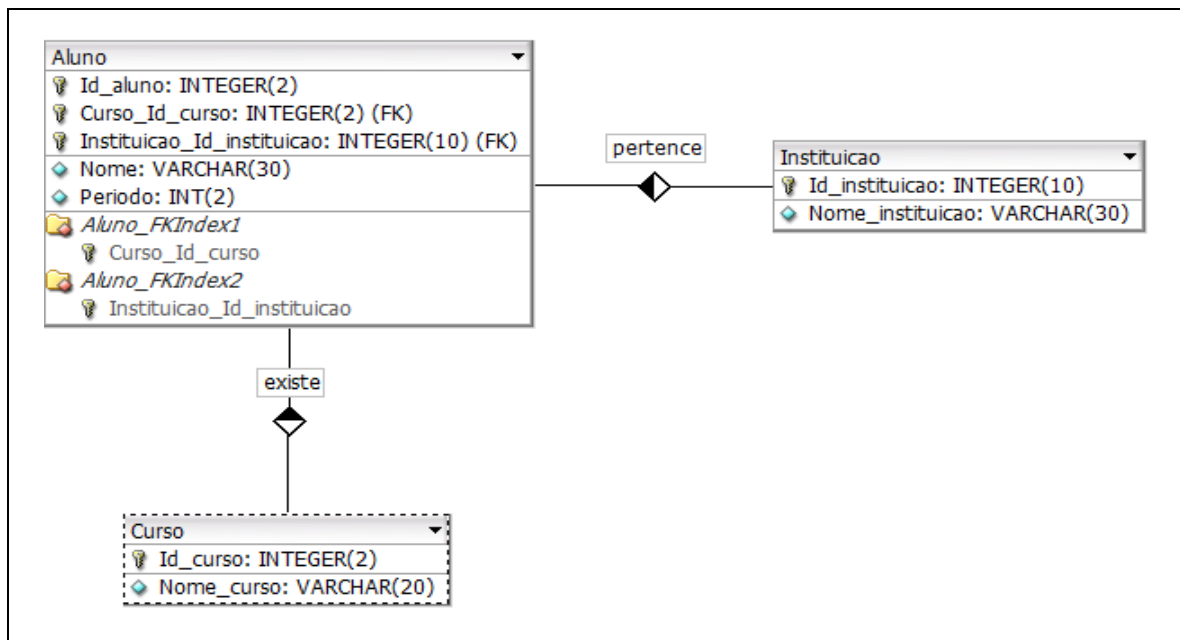 Aluno
Id_aluno: INTEGER(2)
Curso_Id_curso: INTEGER(2) (FK)
Instituicao_Id_instituicao: INTEGER(10) (FK)
Nome: VARCHAR(30)
Periodo: INT(2)
Aluno_FKIndex1
Curso_Id_curso
Aluno_FKIndex2
Instituicao_Id_instituicao
pertence
Instituicao
Id_instituicao: INTEGER(10)
Nome_instituicao: VARCHAR(30)
existe
Curso
Id_curso: INTEGER(2)
Nome_curso: VARCHAR(20)